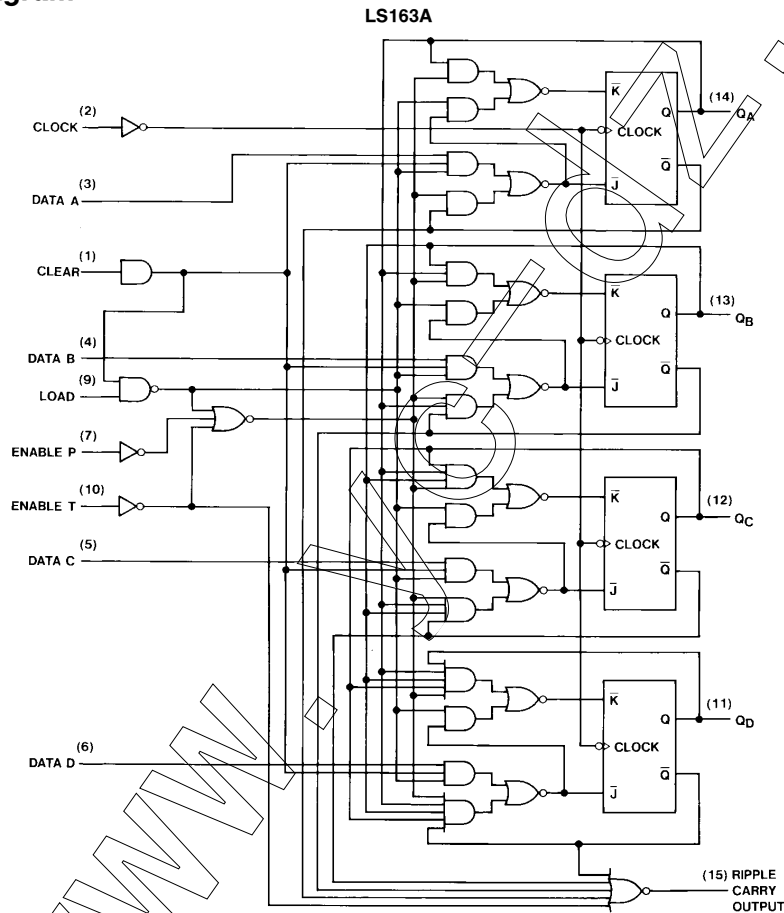 LS163A
(2)
CLOCK
(3)
DATA A
(1)
CLEAR
(4)
DATA B
(9)
LOAD
(7)
ENABLE P
(10)
ENABLE T
(5)
DATA C
(6)
DATA D
K
Q
CLOCK
Q
J
(14)
QA
K
Q
CLOCK
Q
J
(13)
QB
K
Q
CLOCK
Q
J
(12)
QC
K
Q
CLOCK
Q
J
(11)
QD
(15) RIPPLE
CARRY
OUTPUT